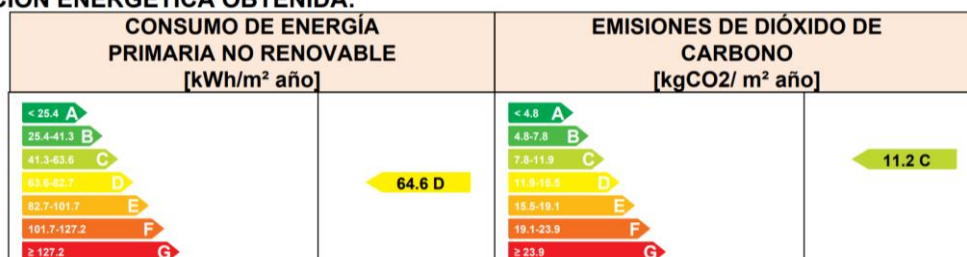 CIÓN ENERGÉTICA OBTENIDA:
CONSUMO DE ENERGÍA
PRIMARIA NO RENOVABLE
[kWh/m² año]
EMISIONES DE DIÓXIDO DE
CARBONO
[kgCO2/ m² año]
< 25.4 A
25.4-41.3 B
41.3-63.6 C
63.6-82.7 D
82.7-101.7 E
101.7-127.2 F
≥ 127.2 G
64.6 D
< 4.8 A
4.8-7.8 B
7.8-11.9 C
11.9-15.5 D
15.5-19.1 E
19.1-23.9 F
≥ 23.9 G
11.2 C